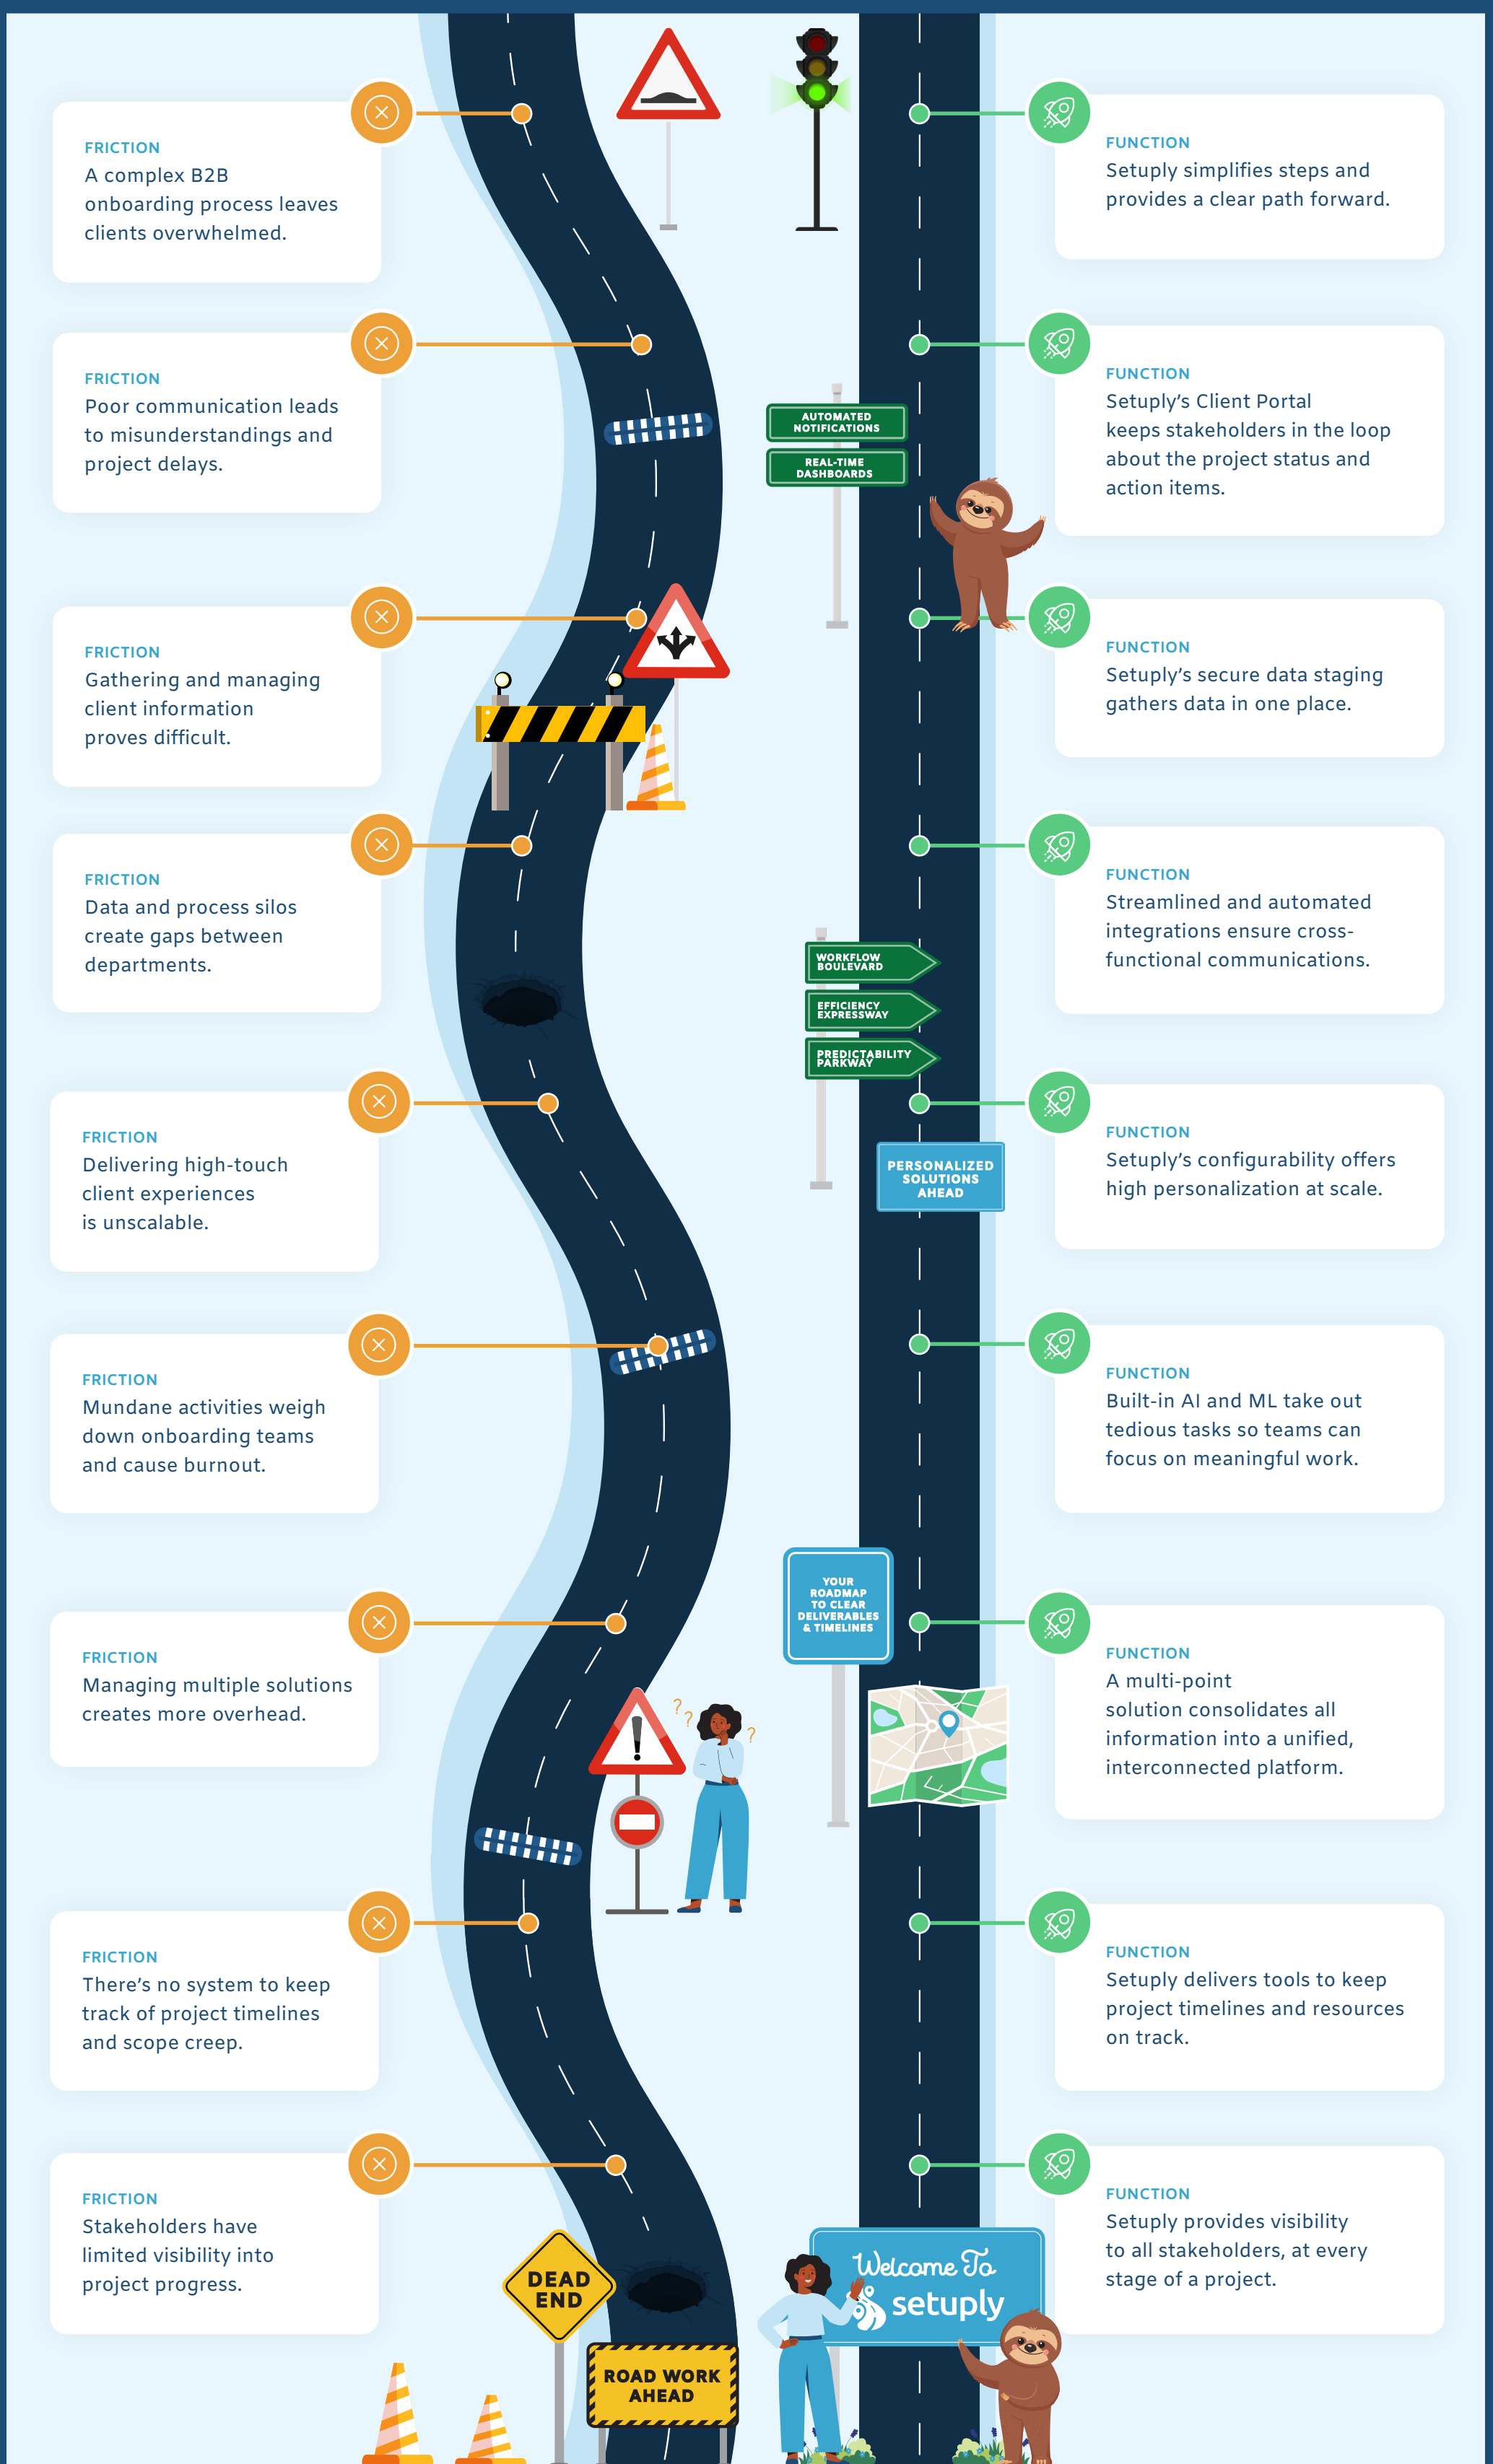 FRICTION
A complex B2B
onboarding process leaves
clients overwhelmed.
FUNCTION
Setuply simplifies steps and
provides a clear path forward.
FRICTION
Poor communication leads
to misunderstandings and
project delays.
AUTOMATED
NOTIFICATIONS
REAL-TIME
DASHBOARDS
FUNCTION
Setuply’s Client Portal
keeps stakeholders in the loop
about the project status and
action items.
FRICTION
Gathering and managing
client information
proves difficult.
FUNCTION
Setuply’s secure data staging
gathers data in one place.
FRICTION
Data and process silos
create gaps between
departments.
FUNCTION
Streamlined and automated
integrations ensure cross-
functional communications.
WORKFLOW
BOULEVARD
EFFICIENCY
EXPRESSWAY
PREDICTABILITY
PARKWAY
FRICTION
Delivering high-touch
client experiences
is unscalable.
PERSONALIZED
SOLUTIONS
AHEAD
FUNCTION
Setuply’s configurability offers
high personalization at scale.
FRICTION
Mundane activities weigh
down onboarding teams
and cause burnout.
FUNCTION
Built-in AI and ML take out
tedious tasks so teams can
focus on meaningful work.
YOUR
ROADMAP
TO CLEAR
DELIVERABLES
& TIMELINES
FRICTION
Managing multiple solutions
creates more overhead.
? ? ?
FUNCTION
A multi-point
solution consolidates all
information into a unified,
interconnected platform.
FRICTION
There’s no system to keep
track of project timelines
and scope creep.
FUNCTION
Setuply delivers tools to keep
project timelines and resources
on track.
FRICTION
Stakeholders have
limited visibility into
project progress.
FUNCTION
Setuply provides visibility
to all stakeholders, at every
stage of a project.
DEAD
END
ROAD WORK
AHEAD
Welcome To
setuply